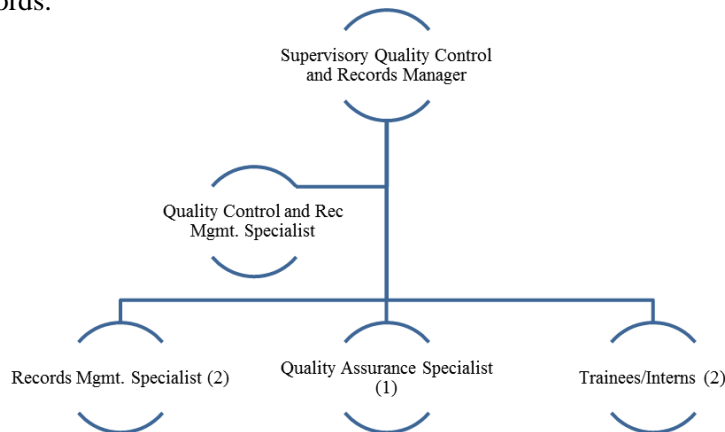 ords.
Supervisory Quality Control
and Records Manager
Quality Control and Rec
Mgmt. Specialist
Records Mgmt. Specialist (2)
Quality Assurance Specialist
(1)
Trainees/Interns (2)